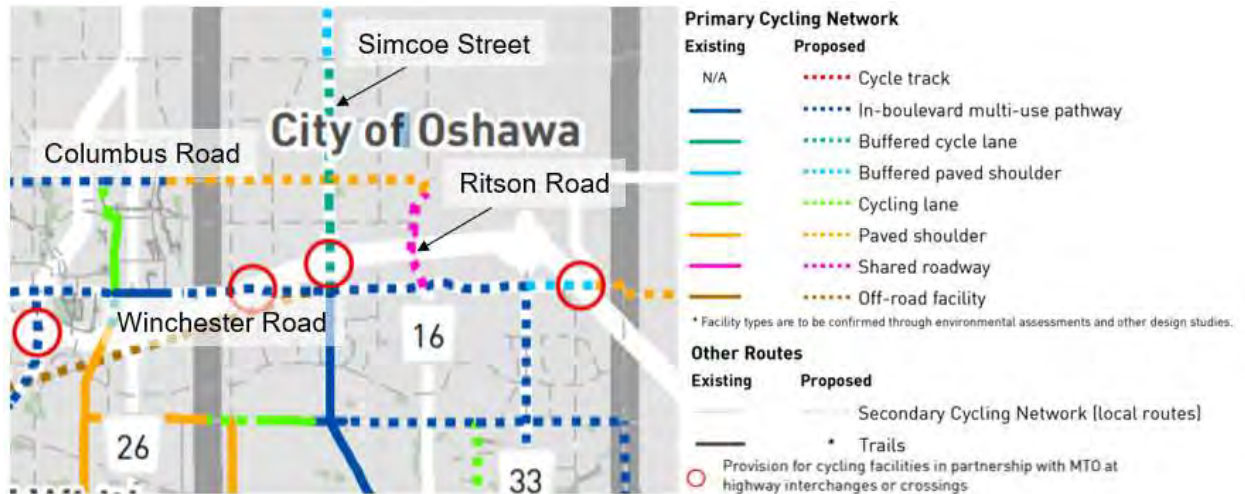 Simcoe Street
City of Oshawa
Columbus Road
Ritson Road
Winchester Road
16
26
33
Primary Cycling Network
Existing Proposed
N/A Cycle track
In-boulevard multi-use pathway
Buffered cycle lane
Buffered paved shoulder
Cycling lane
Paved shoulder
Shared roadway
Off-road facility
* Facility types are to be confirmed through environmental assessments and other design studies.
Other Routes
Existing Proposed
Secondary Cycling Network (local routes)
Trails
Provision for cycling facilities in partnership with MTO at
highway interchanges or crossings